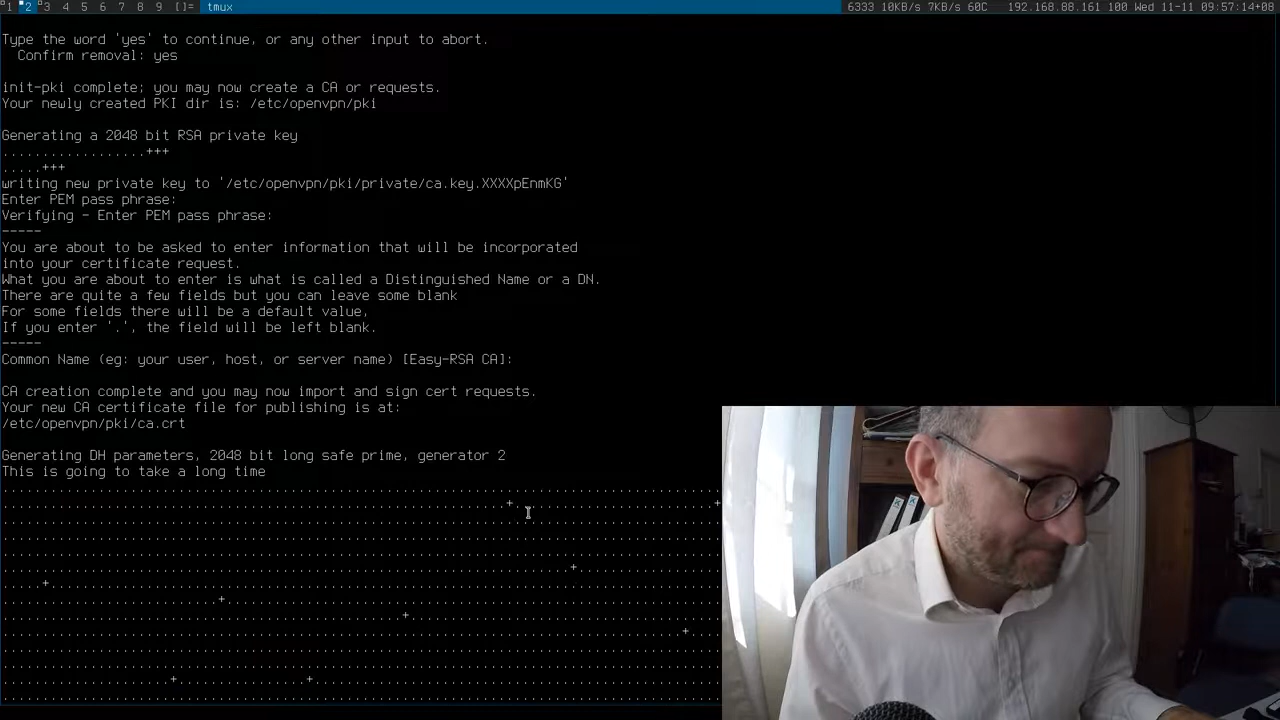 1 2 3 4 5 6 7 8 9 []= tmux 6333 10KB/s 7KB/s 60C 192.168.88.161 100 Wed 11-11 09:57:14+08
Type the word 'yes' to continue, or any other input to abort.
Confirm removal: yes
init-pki complete; you may now create a CA or requests.
Your newly created PKI dir is: /etc/openvpn/pki
Generating a 2048 bit RSA private key
..................+++
.....+++
writing new private key to '/etc/openvpn/pki/private/ca.key.XXXXpEnmKG'
Enter PEM pass phrase:
Verifying - Enter PEM pass phrase:
-----
You are about to be asked to enter information that will be incorporated
into your certificate request.
What you are about to enter is what is called a Distinguished Name or a DN.
There are quite a few fields but you can leave some blank
For some fields there will be a default value,
If you enter '.', the field will be left blank.
-----
Common Name (eg: your user, host, or server name) [Easy-RSA CA]:
CA creation complete and you may now import and sign cert requests.
Your new CA certificate file for publishing is at:
/etc/openvpn/pki/ca.crt
Generating DH parameters, 2048 bit long safe prime, generator 2
This is going to take a long time